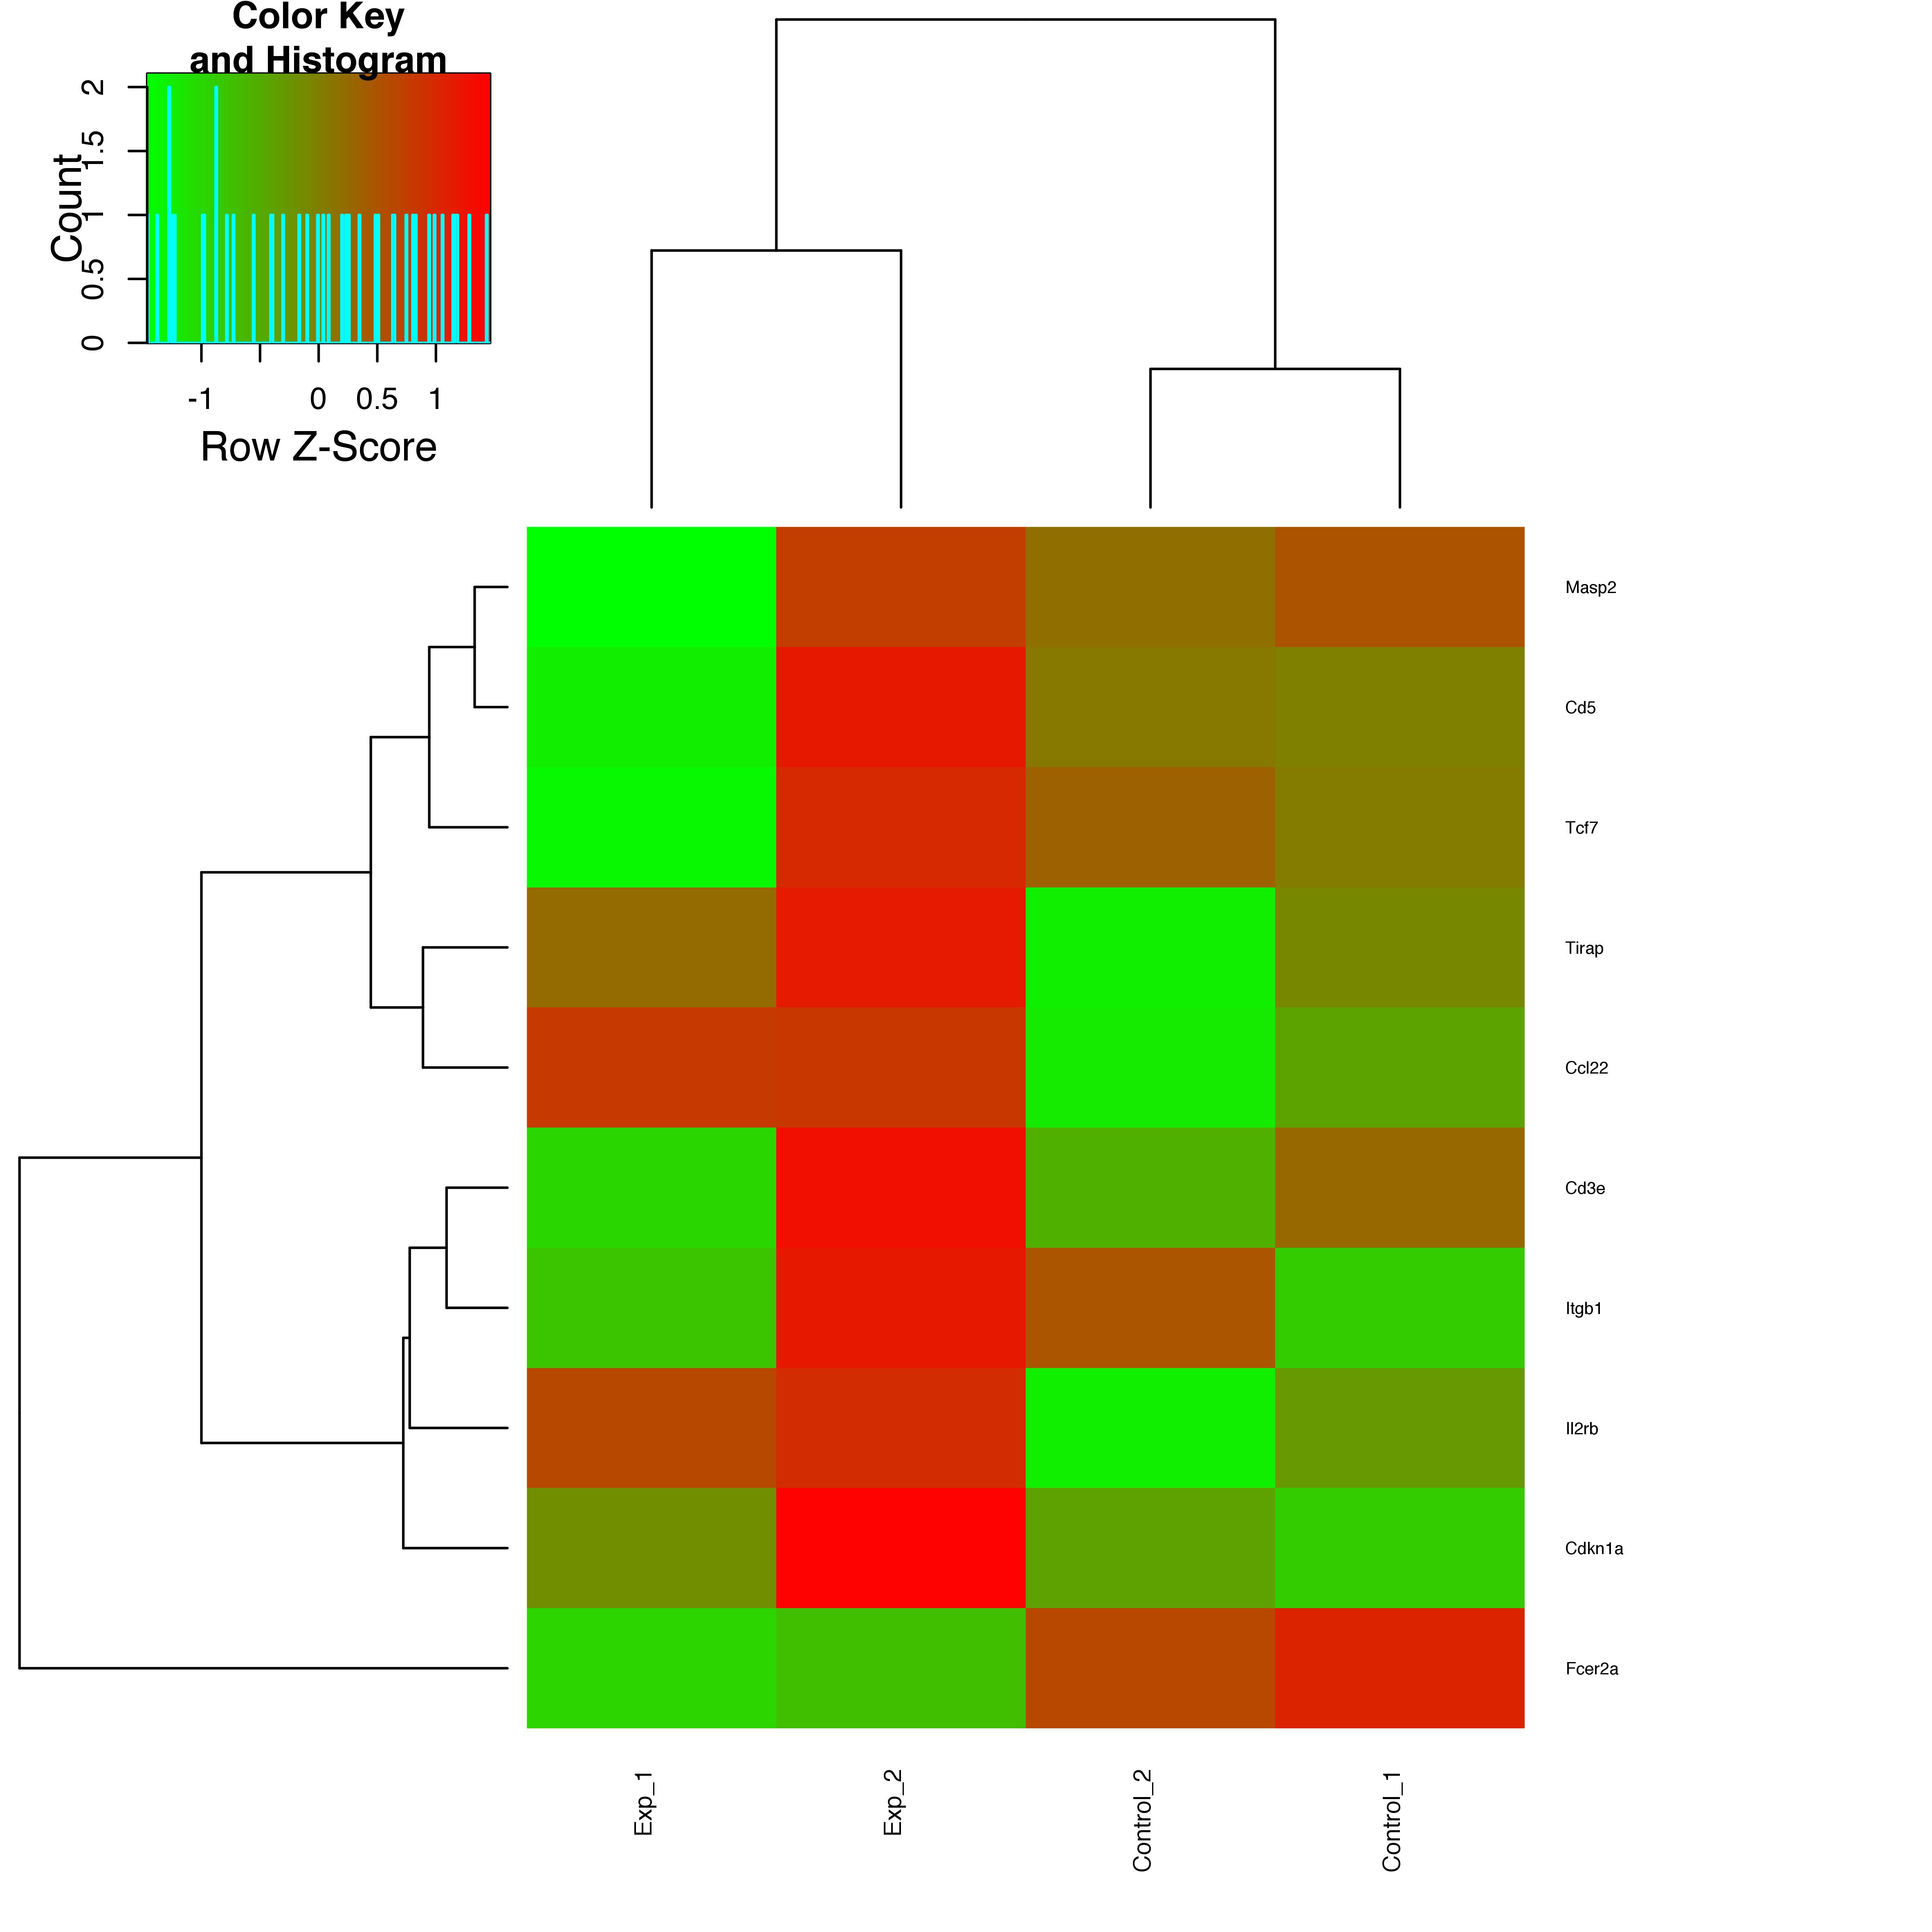 Color Key
and Histogram
Count
0
0.5
1
1.5
2
-1
0
0.5
1
Row Z-Score
Masp2
Cd5
Tcf7
Tirap
Ccl22
Cd3e
Itgb1
Il2rb
Cdkn1a
Fcer2a
Exp_1
Exp_2
Control_2
Control_1